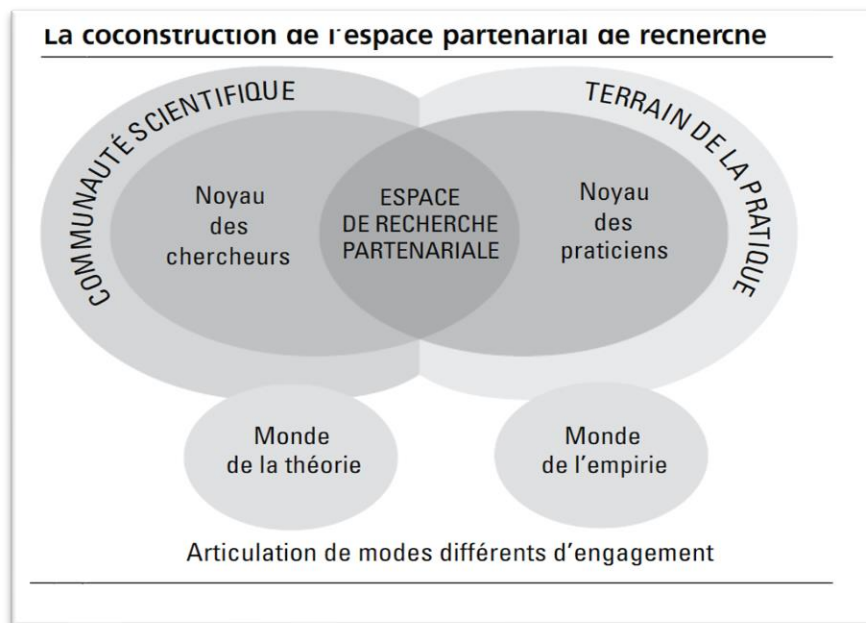 La coconstruction de l'espace partenarial de recherche
COMMUNAUTÉ SCIENTIFIQUE
TERRAIN DE LA PRATIQUE
Noyau
des
chercheurs
ESPACE
DE RECHERCHE
PARTENARIALE
Noyau
des
praticiens
Monde
de la théorie
Monde
de l'empirie
Articulation de modes différents d'engagement